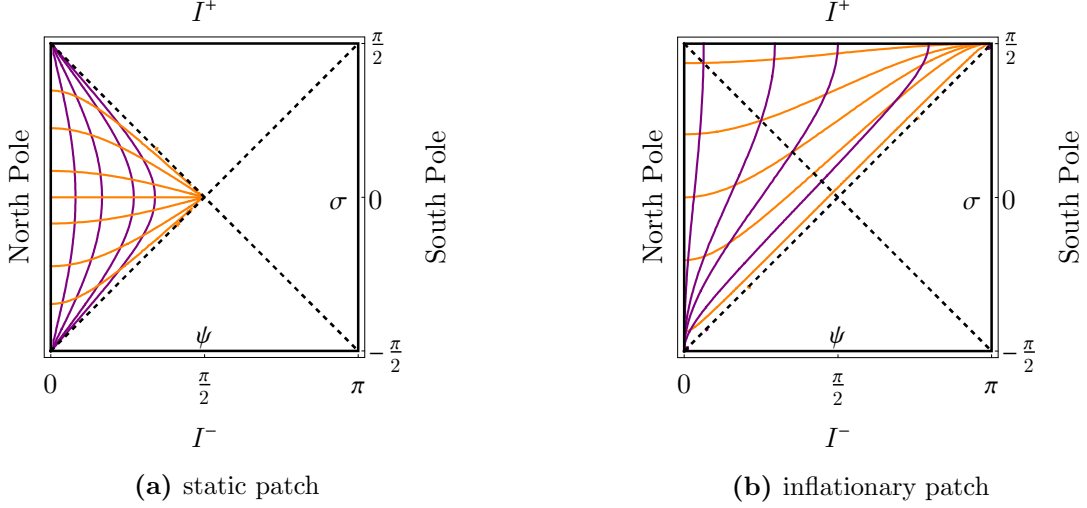 I⁺
North Pole
South Pole
σ
π/2
0
−π/2
ψ
0
π/2
π
I⁻
(a) static patch
I⁺
North Pole
South Pole
σ
π/2
0
−π/2
ψ
0
π/2
π
I⁻
(b) inflationary patch